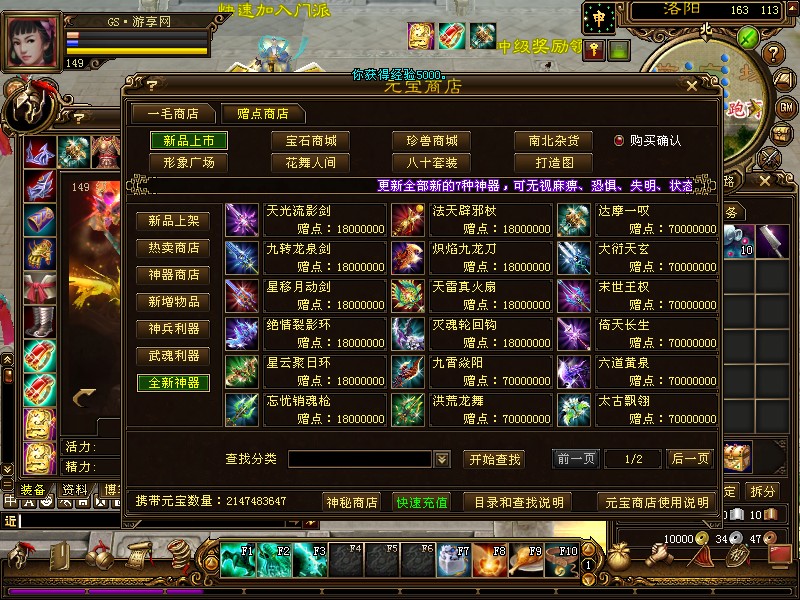 快速加入门派
GS·游享网
149
中级奖励领
申
洛阳 163 113
北
跑商
GM
你获得经验5000。
元宝商店
一毛商店 赠点商店
新品上市 宝石商城 珍兽商城 南北杂货 购买确认
形象广场 花舞人间 八十套装 打造图
更新全部新的7种神器，可无视麻痹、恐惧、失明、状态
149
新品上架
热卖商店
神器商店
新增物品
神兵利器
武魂利器
全新神器
天光流影剑 法天辟邪杖 达摩一叹
赠点：18000000 赠点：18000000 赠点：70000000
九转龙泉剑 炽焰九龙刀 大衍天玄
赠点：18000000 赠点：18000000 赠点：70000000
星移月动剑 天雷真火扇 末世王权
赠点：18000000 赠点：18000000 赠点：70000000
绝情裂影环 灭魂轮回钩 倚天长生
赠点：18000000 赠点：18000000 赠点：70000000
星云聚日环 九霄焱阳 六道黄泉
赠点：18000000 赠点：70000000 赠点：70000000
忘忧销魂枪 洪荒龙舞 太古飘翎
赠点：18000000 赠点：70000000 赠点：70000000
查找分类 开始查找 前一页 1/2 后一页
携带元宝数量：2147483647 神秘商店 快速充值 目录和查找说明 元宝商店使用说明
活力：
精力：
装备 资料
近
务
10
定 拆分
10 10
10000 34 47
F1 F2 F3 F4 F5 F6 F7 F8 F9 F10
1